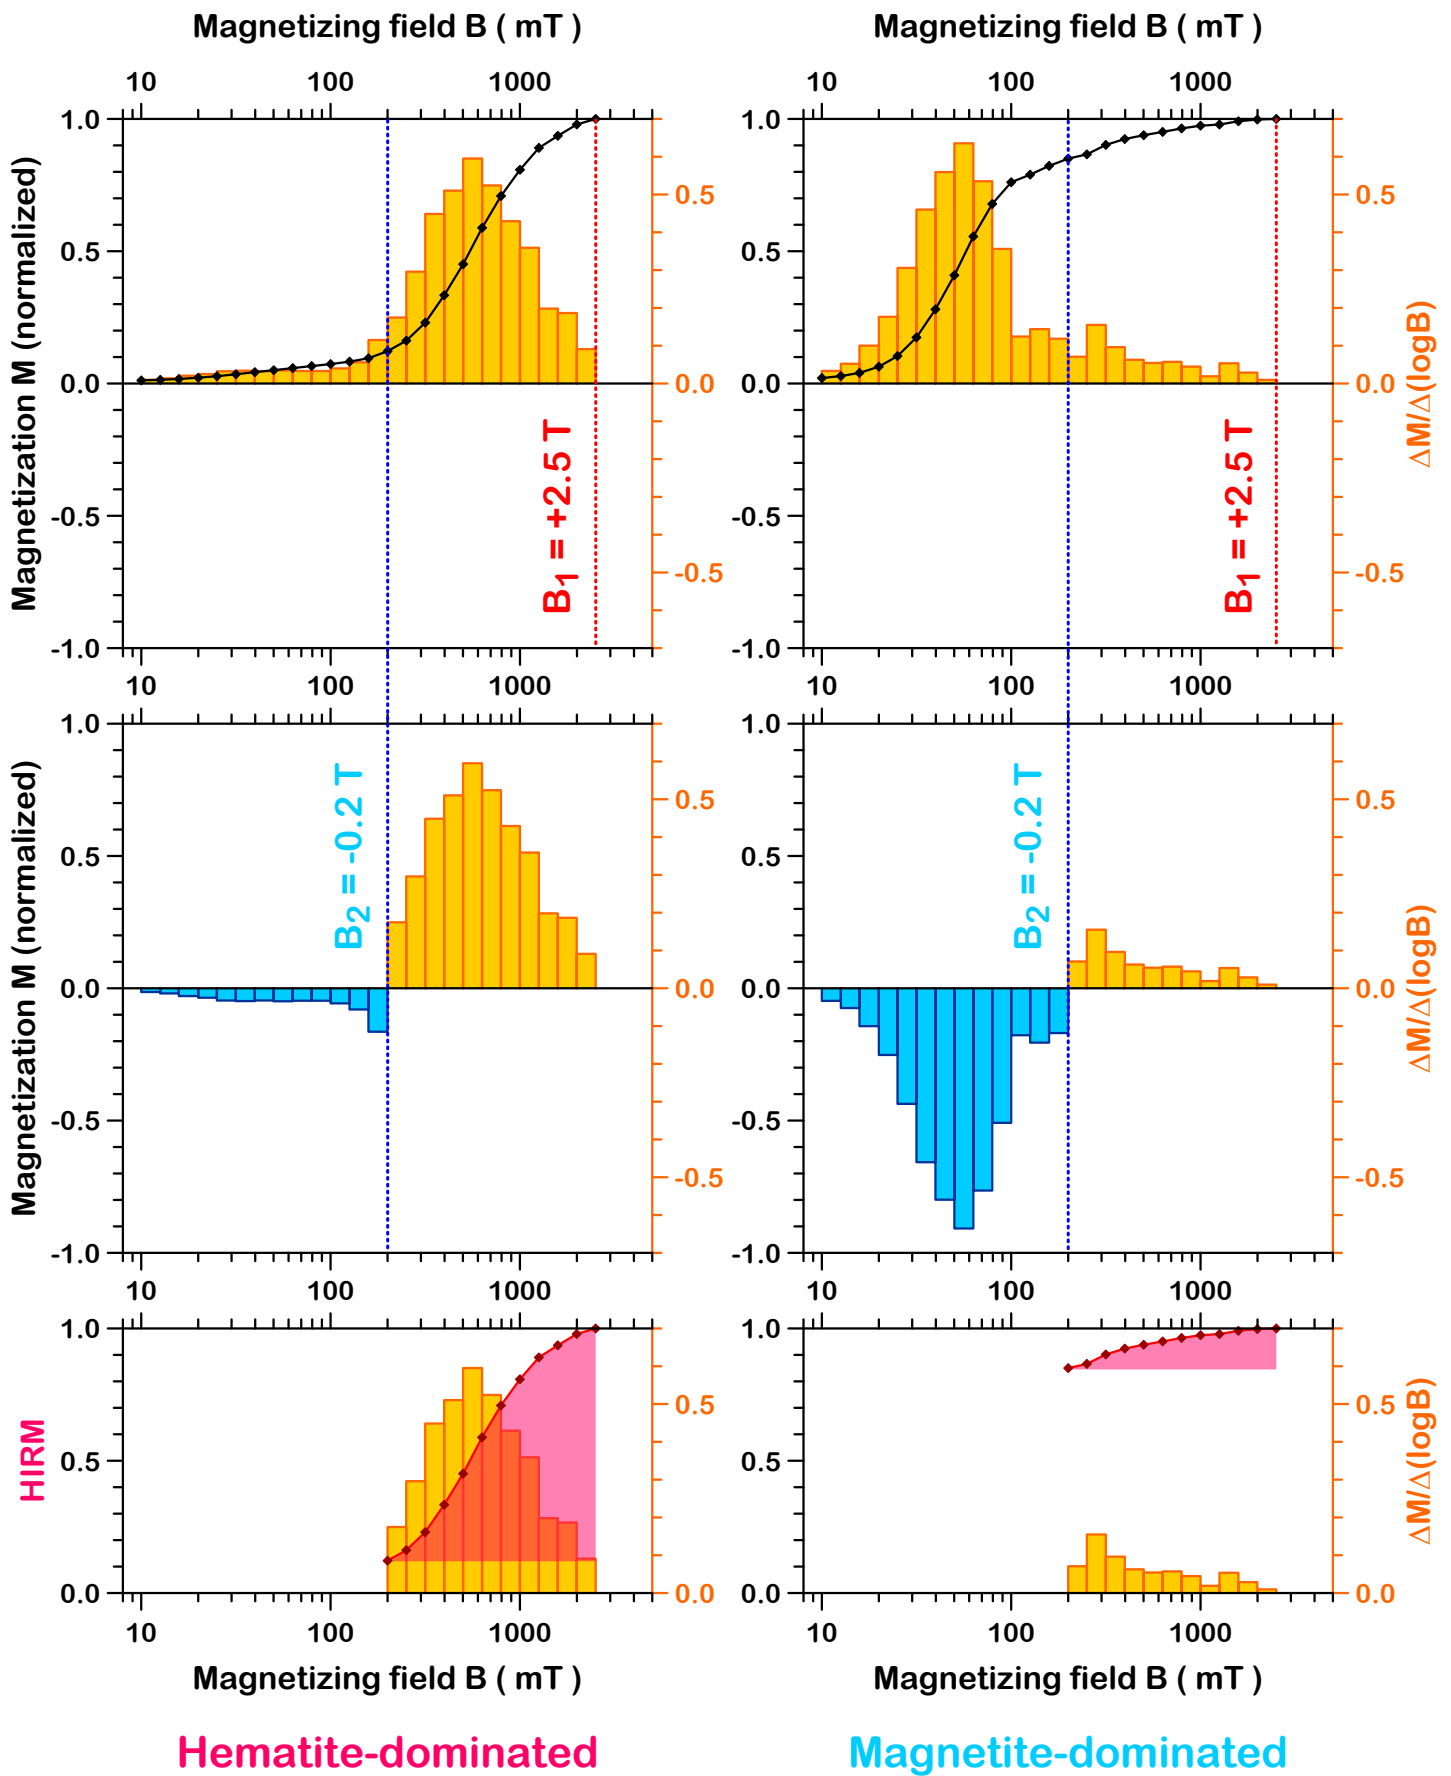 Magnetizing field B ( mT )
Magnetizing field B ( mT )
10 100 1000
10 100 1000
Magnetization M (normalized)
1.0
0.5
0.0
-0.5
-1.0
B1 = +2.5 T
0.5
0.0
-0.5
1.0
0.5
0.0
-0.5
-1.0
B1 = +2.5 T
0.5
0.0
-0.5
ΔM/Δ(logB)
10 100 1000
10 100 1000
Magnetization M (normalized)
1.0
0.5
0.0
-0.5
-1.0
B2 = -0.2 T
0.5
0.0
-0.5
1.0
0.5
0.0
-0.5
-1.0
B2 = -0.2 T
0.5
0.0
-0.5
ΔM/Δ(logB)
10 100 1000
10 100 1000
HIRM
1.0
0.5
0.0
0.5
0.0
1.0
0.5
0.0
0.5
0.0
ΔM/Δ(logB)
10 100 1000
10 100 1000
Magnetizing field B ( mT )
Magnetizing field B ( mT )
Hematite-dominated
Magnetite-dominated